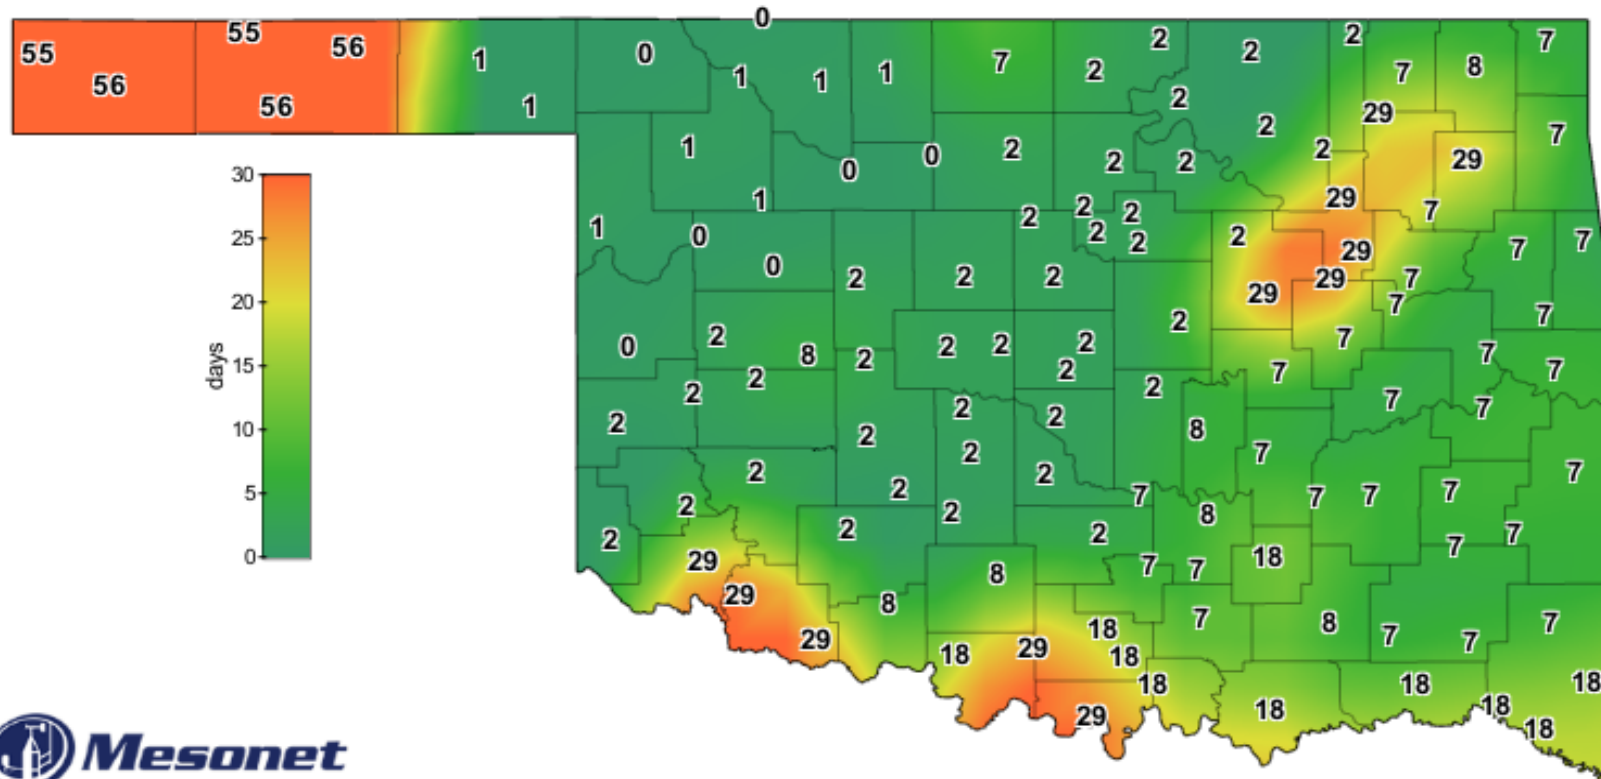 0
55 55 56 0 1 1 1 7 2 2 2 2 7 8 7
56 56 1 1 2 2 29 7
1 0 0 2 2 2 2 29
30
1 1 0 2 2 2 2 2 2 29 7 7 7
25
0 2 2 2 29 29 29 7 7
20
0 2 8 2 2 2 2 2 7 7 7
15
days
2 2 2 2 7 7 7
10
2 2 2 2 8 7 7
5
2 2 2 2 7 7 7 7 7
0
2 2 2 2 2 8 7 7
29 8 7 7 18
29 8 18 7 8 7 7 7
29 18 29 18
29 18 18 18 18 18 18
Mesonet